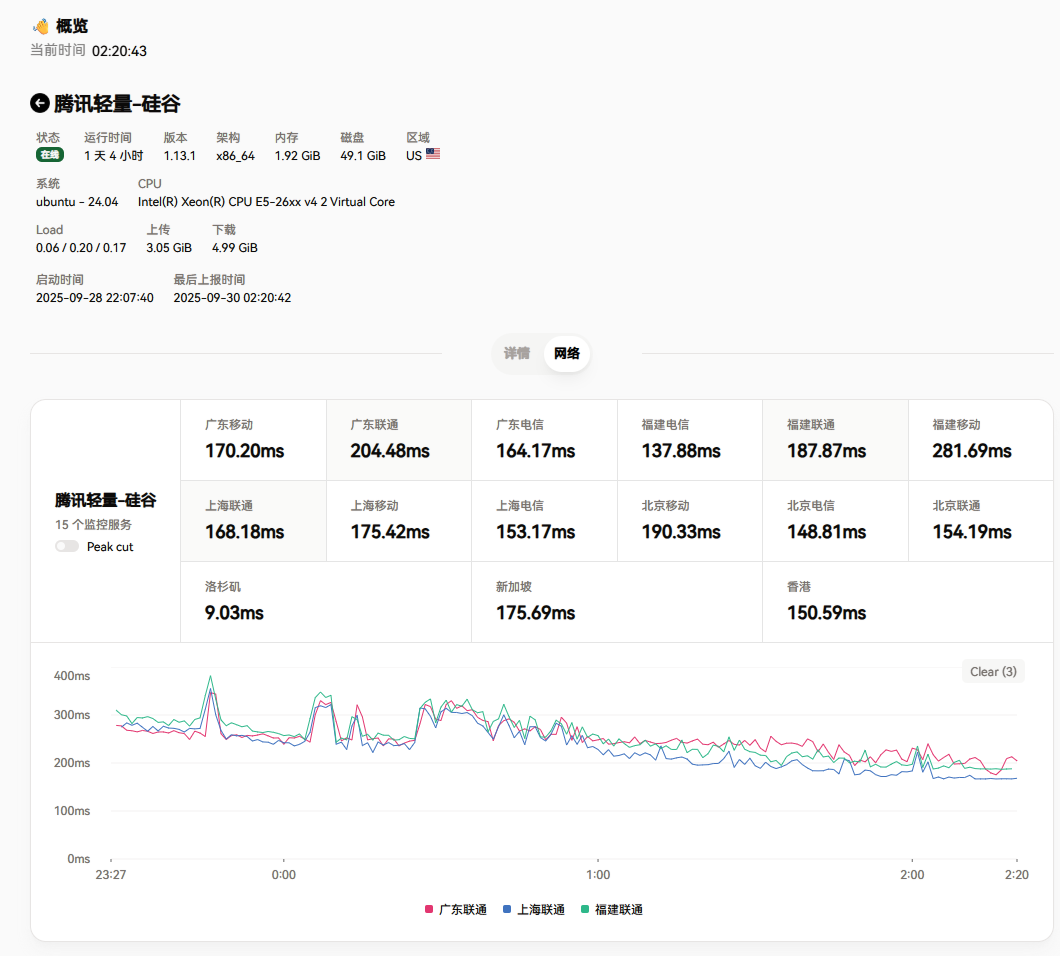 👋 概览
当前时间 02:20:43
腾讯轻量-硅谷
状态 运行时间 版本 架构 内存 磁盘 区域
在线 1 天 4 小时 1.13.1 x86_64 1.92 GiB 49.1 GiB US
系统 CPU
ubuntu - 24.04 Intel(R) Xeon(R) CPU E5-26xx v4 2 Virtual Core
Load 上传 下载
0.06 / 0.20 / 0.17 3.05 GiB 4.99 GiB
启动时间 最后上报时间
2025-09-28 22:07:40 2025-09-30 02:20:42
详情 网络
腾讯轻量-硅谷
15 个监控服务
Peak cut
广东移动 广东联通 广东电信 福建电信 福建联通 福建移动
170.20ms 204.48ms 164.17ms 137.88ms 187.87ms 281.69ms
上海联通 上海移动 上海电信 北京移动 北京电信 北京联通
168.18ms 175.42ms 153.17ms 190.33ms 148.81ms 154.19ms
洛杉矶 新加坡 香港
9.03ms 175.69ms 150.59ms
Clear (3)
400ms
300ms
200ms
100ms
0ms
23:27 0:00 1:00 2:00 2:20
广东联通 上海联通 福建联通